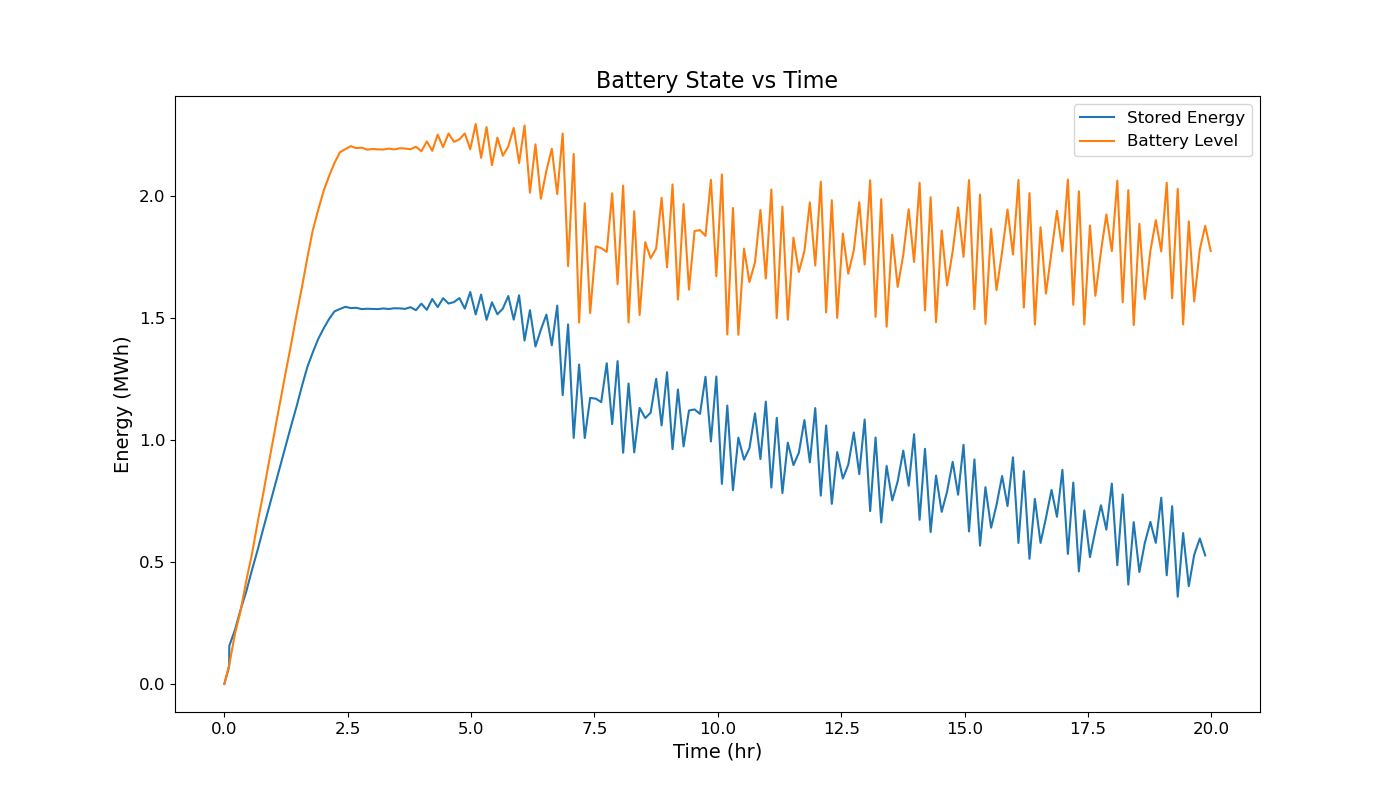 Battery State vs Time
Stored Energy
Battery Level
Energy (MWh)
2.0
1.5
1.0
0.5
0.0
0.0 2.5 5.0 7.5 10.0 12.5 15.0 17.5 20.0
Time (hr)